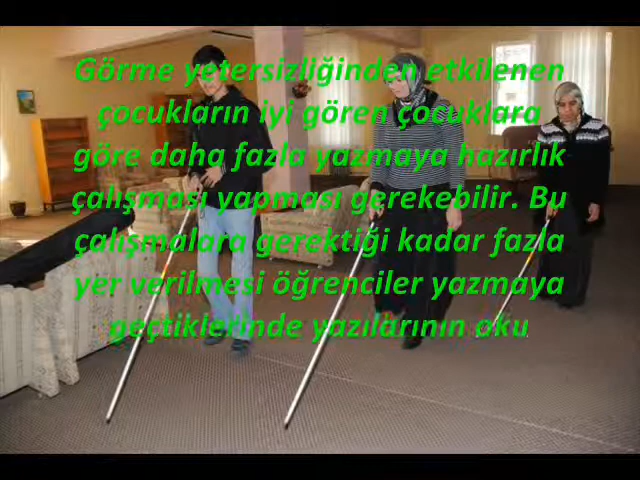 Görme yetersizliğinden etkilenen
çocukların iyi gören çocuklara
göre daha fazla yazmaya hazırlık
çalışması yapması gerekebilir. Bu
çalışmalara gerektiği kadar fazla
yer verilmesi öğrenciler yazmaya
geçtiklerinde yazılarının oku